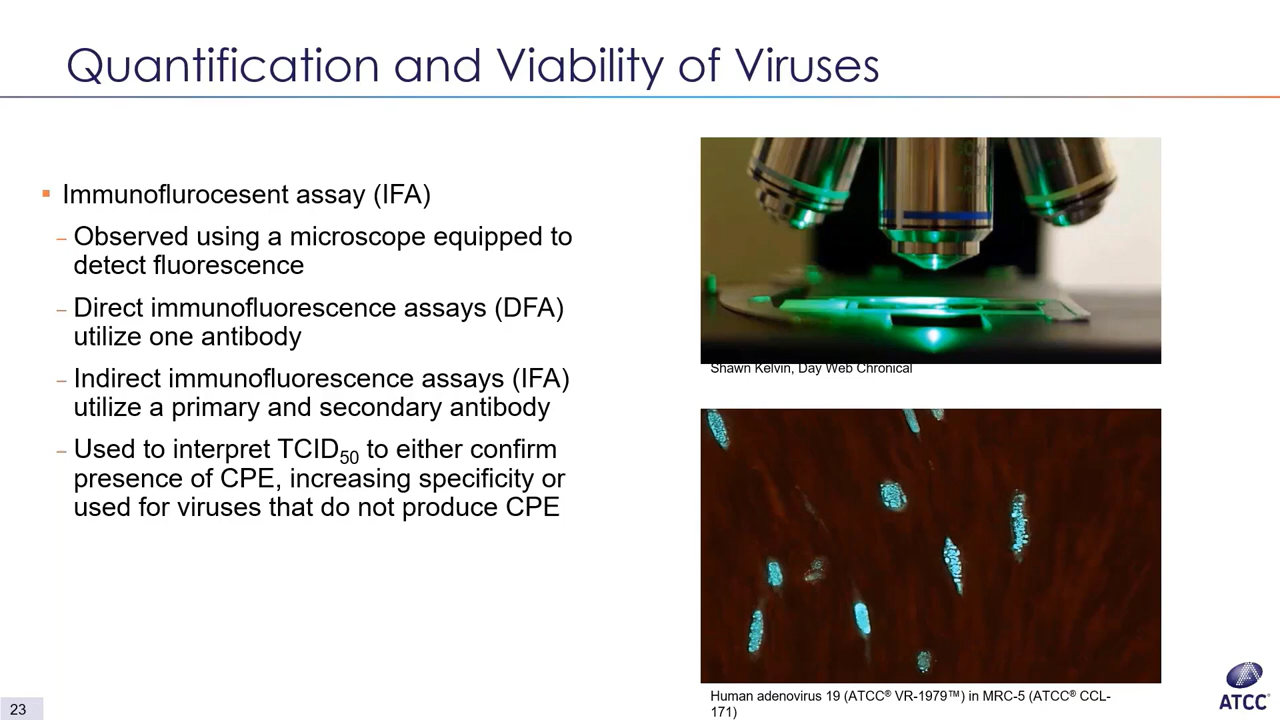 Quantification and Viability of Viruses
▪ Immunoflurocesent assay (IFA)
– Observed using a microscope equipped to
detect fluorescence
– Direct immunofluorescence assays (DFA)
utilize one antibody
– Indirect immunofluorescence assays (IFA)
utilize a primary and secondary antibody
– Used to interpret TCID50 to either confirm
presence of CPE, increasing specificity or
used for viruses that do not produce CPE
Shawn Kelvin, Day Web Chronical
Human adenovirus 19 (ATCC® VR-1979™) in MRC-5 (ATCC® CCL-
171)
23
ATCC®